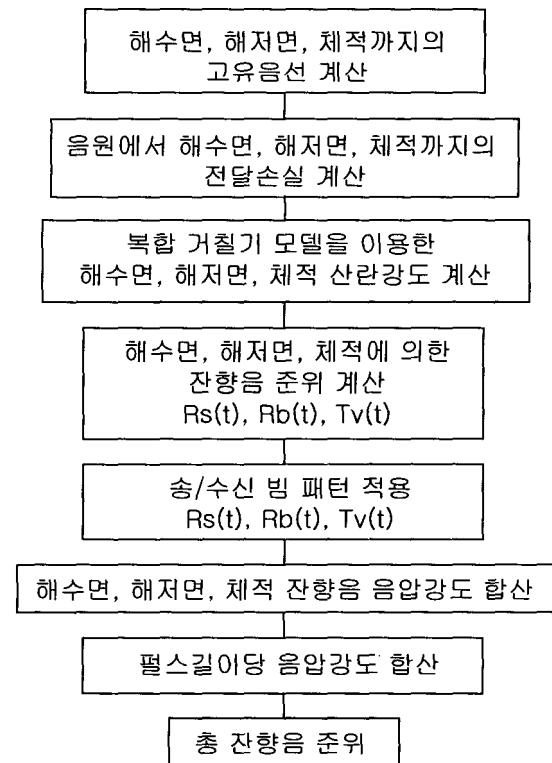 해수면, 해저면, 체적까지의
고유음선 계산
음원에서 해수면, 해저면, 체적까지의
전달손실 계산
복합 거칠기 모델을 이용한
해수면, 해저면, 체적 산란강도 계산
해수면, 해저면, 체적에 의한
잔향음 준위 계산
Rs(t), Rb(t), Tv(t)
송/수신 빔 패턴 적용
Rs(t), Rb(t), Tv(t)
해수면, 해저면, 체적 잔향음 음압강도 합산
펄스길이당 음압강도 합산
총 잔향음 준위